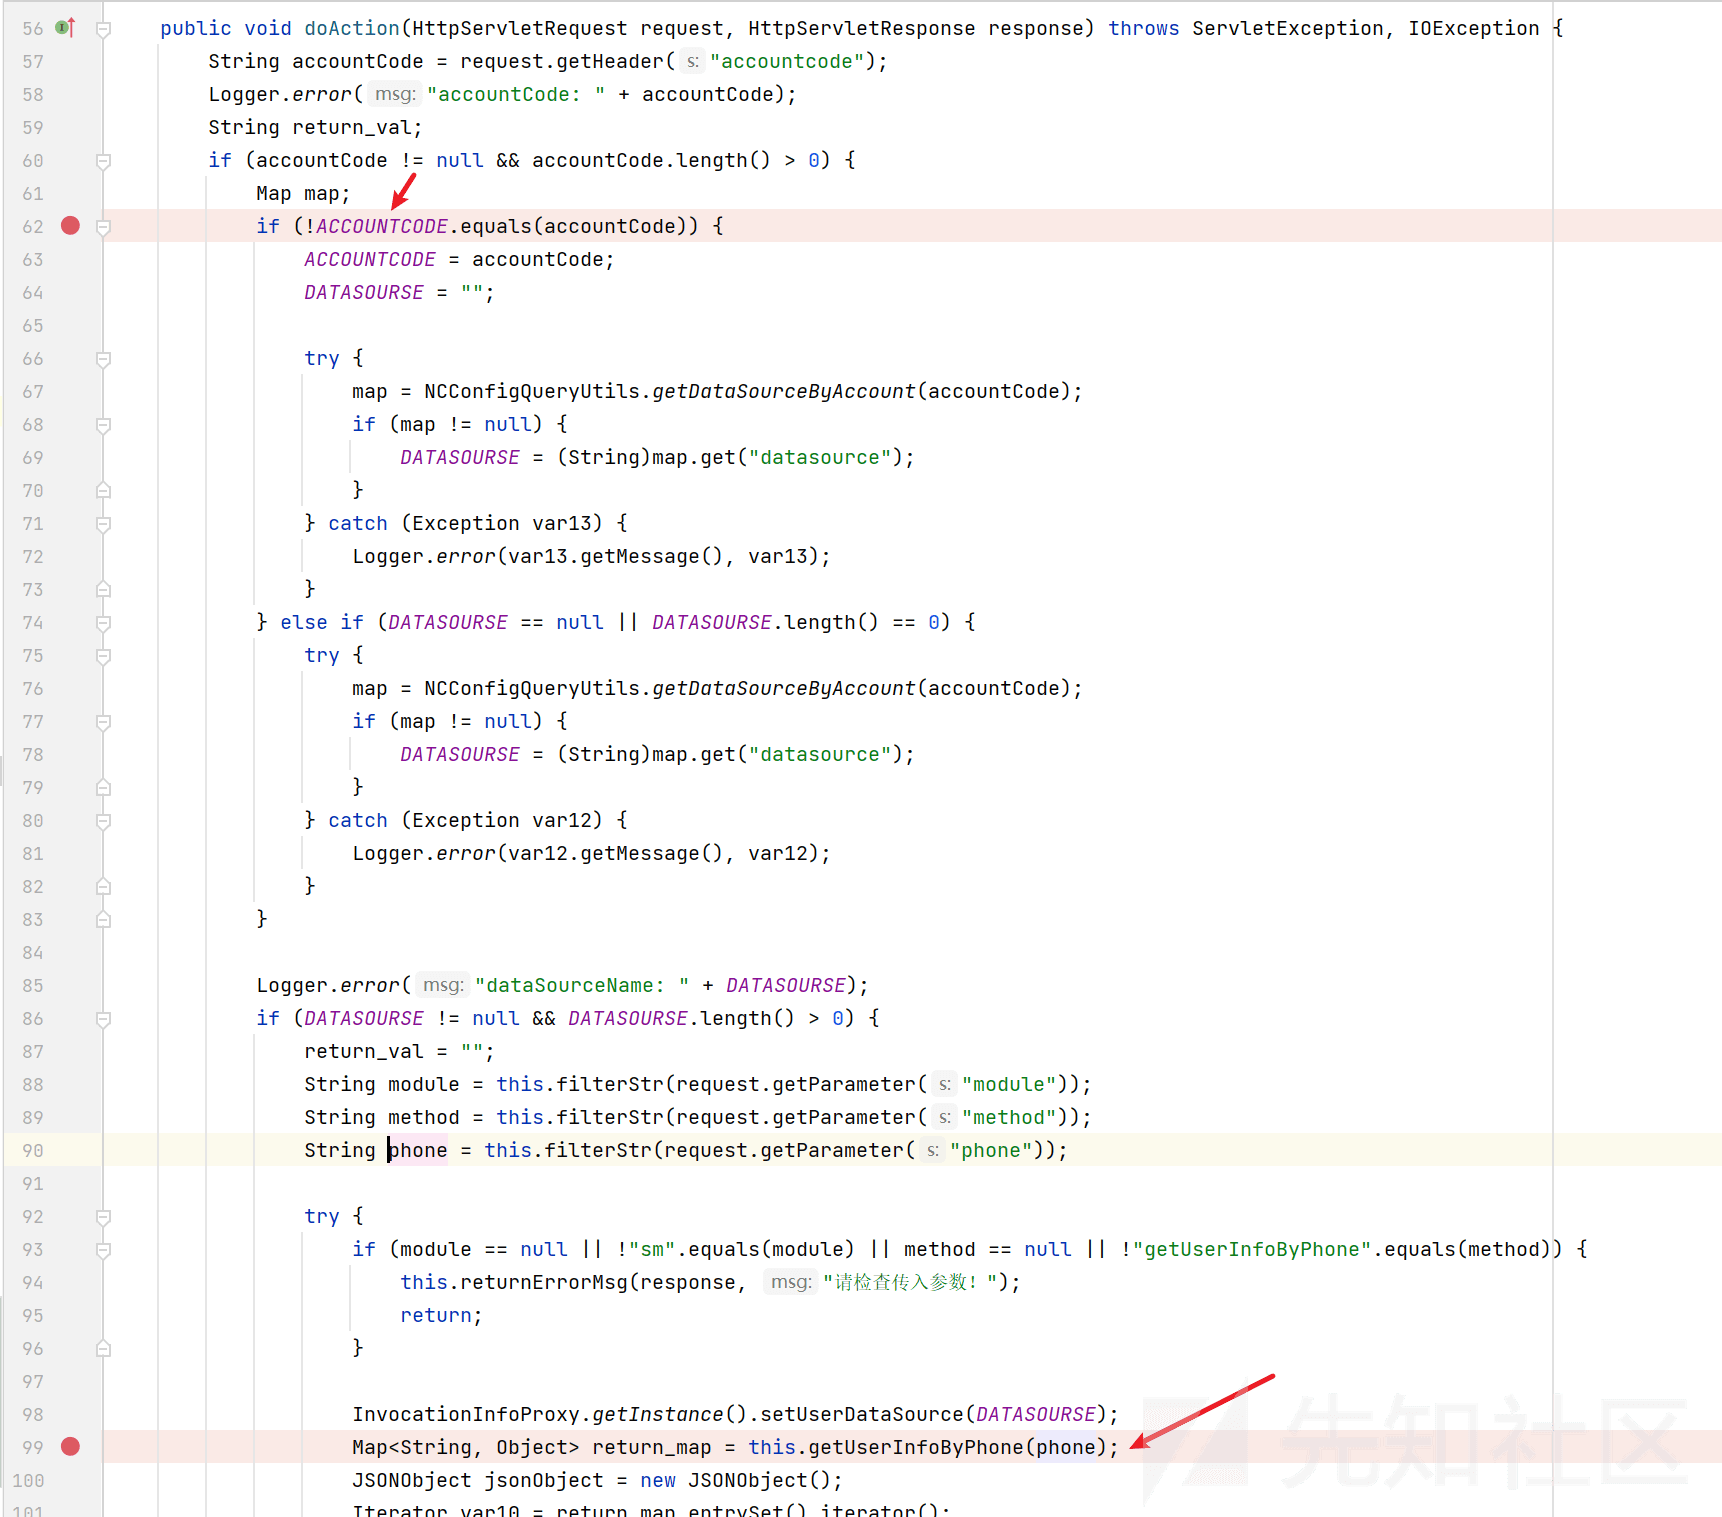 56 public void doAction(HttpServletRequest request, HttpServletResponse response) throws ServletException, IOException {
57 String accountCode = request.getHeader( s: "accountcode");
58 Logger.error( msg: "accountCode: " + accountCode);
59 String return_val;
60 if (accountCode != null && accountCode.length() > 0) {
61 Map map;
62 if (!ACCOUNTCODE.equals(accountCode)) {
63 ACCOUNTCODE = accountCode;
64 DATASOURSE = "";
65
66 try {
67 map = NCConfigQueryUtils.getDataSourceByAccount(accountCode);
68 if (map != null) {
69 DATASOURSE = (String)map.get("datasource");
70 }
71 } catch (Exception var13) {
72 Logger.error(var13.getMessage(), var13);
73 }
74 } else if (DATASOURSE == null || DATASOURSE.length() == 0) {
75 try {
76 map = NCConfigQueryUtils.getDataSourceByAccount(accountCode);
77 if (map != null) {
78 DATASOURSE = (String)map.get("datasource");
79 }
80 } catch (Exception var12) {
81 Logger.error(var12.getMessage(), var12);
82 }
83 }
84
85 Logger.error( msg: "dataSourceName: " + DATASOURSE);
86 if (DATASOURSE != null && DATASOURSE.length() > 0) {
87 return_val = "";
88 String module = this.filterStr(request.getParameter( s: "module"));
89 String method = this.filterStr(request.getParameter( s: "method"));
90 String phone = this.filterStr(request.getParameter( s: "phone"));
91
92 try {
93 if (module == null || !"sm".equals(module) || method == null || !"getUserInfoByPhone".equals(method)) {
94 this.returnErrorMsg(response, msg: "请检查传入参数！");
95 return;
96 }
97
98 InvocationInfoProxy.getInstance().setUserDataSource(DATASOURSE);
99 Map<String, Object> return_map = this.getUserInfoByPhone(phone);
100 JSONObject jsonObject = new JSONObject();
101 Iterator var10 = return_map.entrySet().iterator();
先知社区